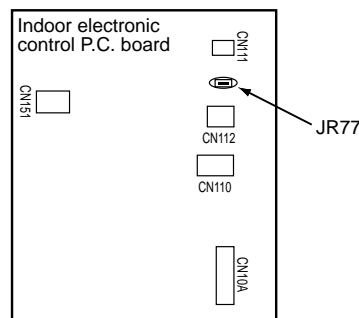 Indoor electronic
control P.C. board
CN111
CN151
JR77
CN112
CN110
CN10A